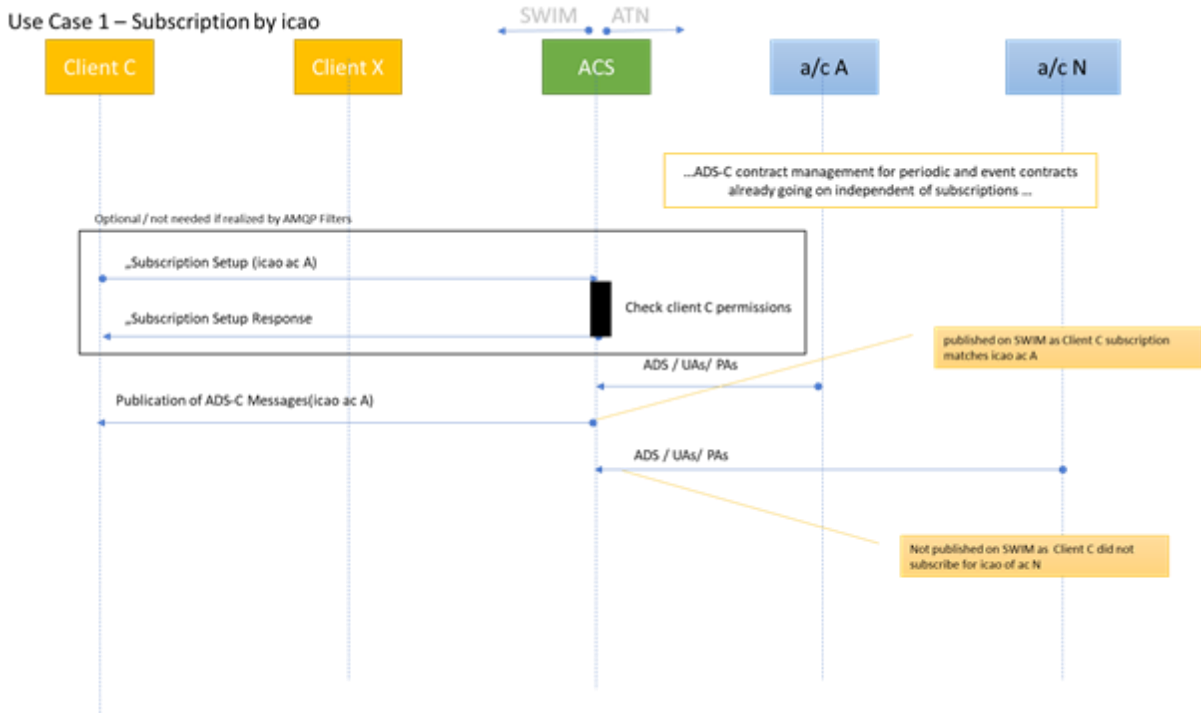 Use Case 1 – Subscription by icao
SWIM
ATN
Client C
Client X
ACS
a/c A
a/c N
...ADS-C contract management for periodic and event contracts
already going on independent of subscriptions ...
Optional / not needed if realized by AMQP Filters
„Subscription Setup (icao ac A)
Check client C permissions
„Subscription Setup Response
published on SWIM as Client C subscription
matches icao ac A
ADS / UAs/ PAs
Publication of ADS-C Messages(icao ac A)
ADS / UAs/ PAs
Not published on SWIM as Client C did not
subscribe for icao of ac N